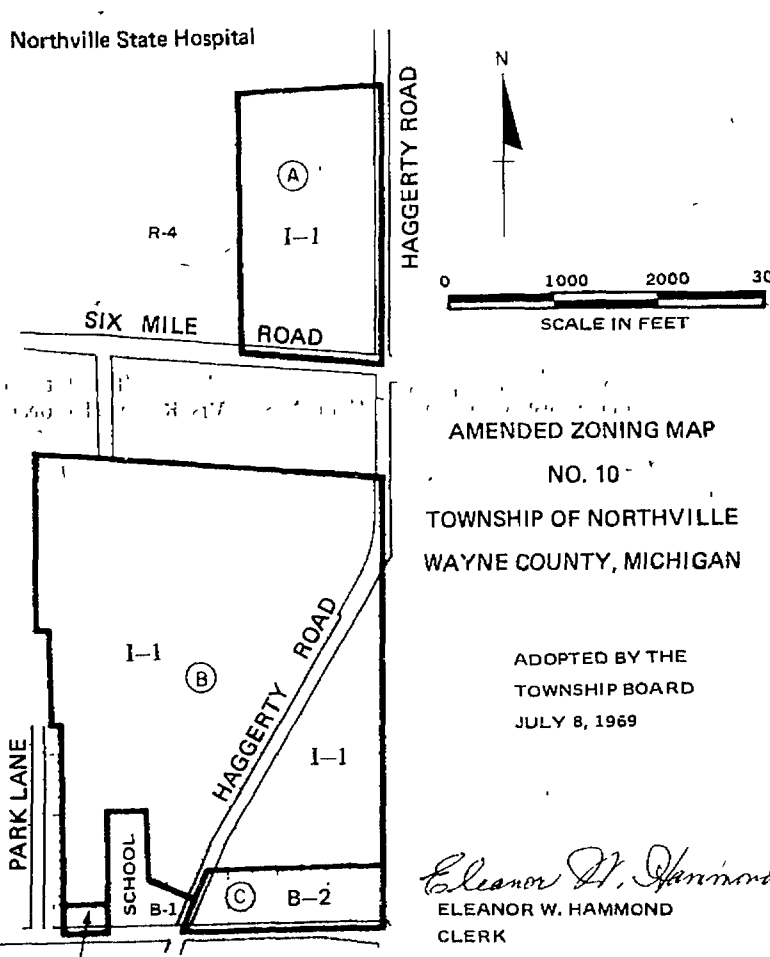 Northville State Hospital
N
HAGGERTY ROAD
A
R-4
I-1
0 1000 2000 30
SCALE IN FEET
SIX MILE ROAD
AMENDED ZONING MAP
NO. 10
TOWNSHIP OF NORTHVILLE
WAYNE COUNTY, MICHIGAN
HAGGERTY ROAD
I-1
B
ADOPTED BY THE
TOWNSHIP BOARD
JULY 8, 1969
I-1
PARK LANE
SCHOOL
B-1
C
B-2
Eleanor W. Hammond
ELEANOR W. HAMMOND
CLERK